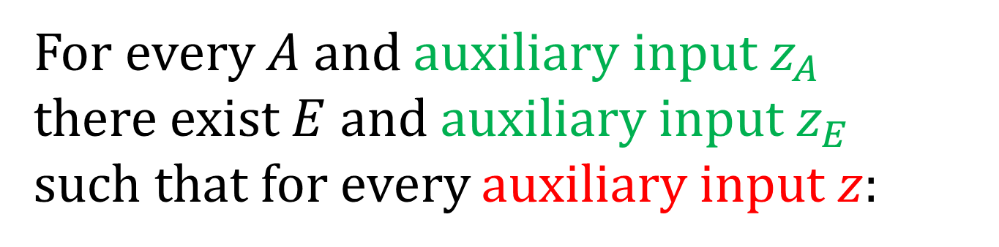 For every A and auxiliary input z_A
there exist E and auxiliary input z_E
such that for every auxiliary input z: